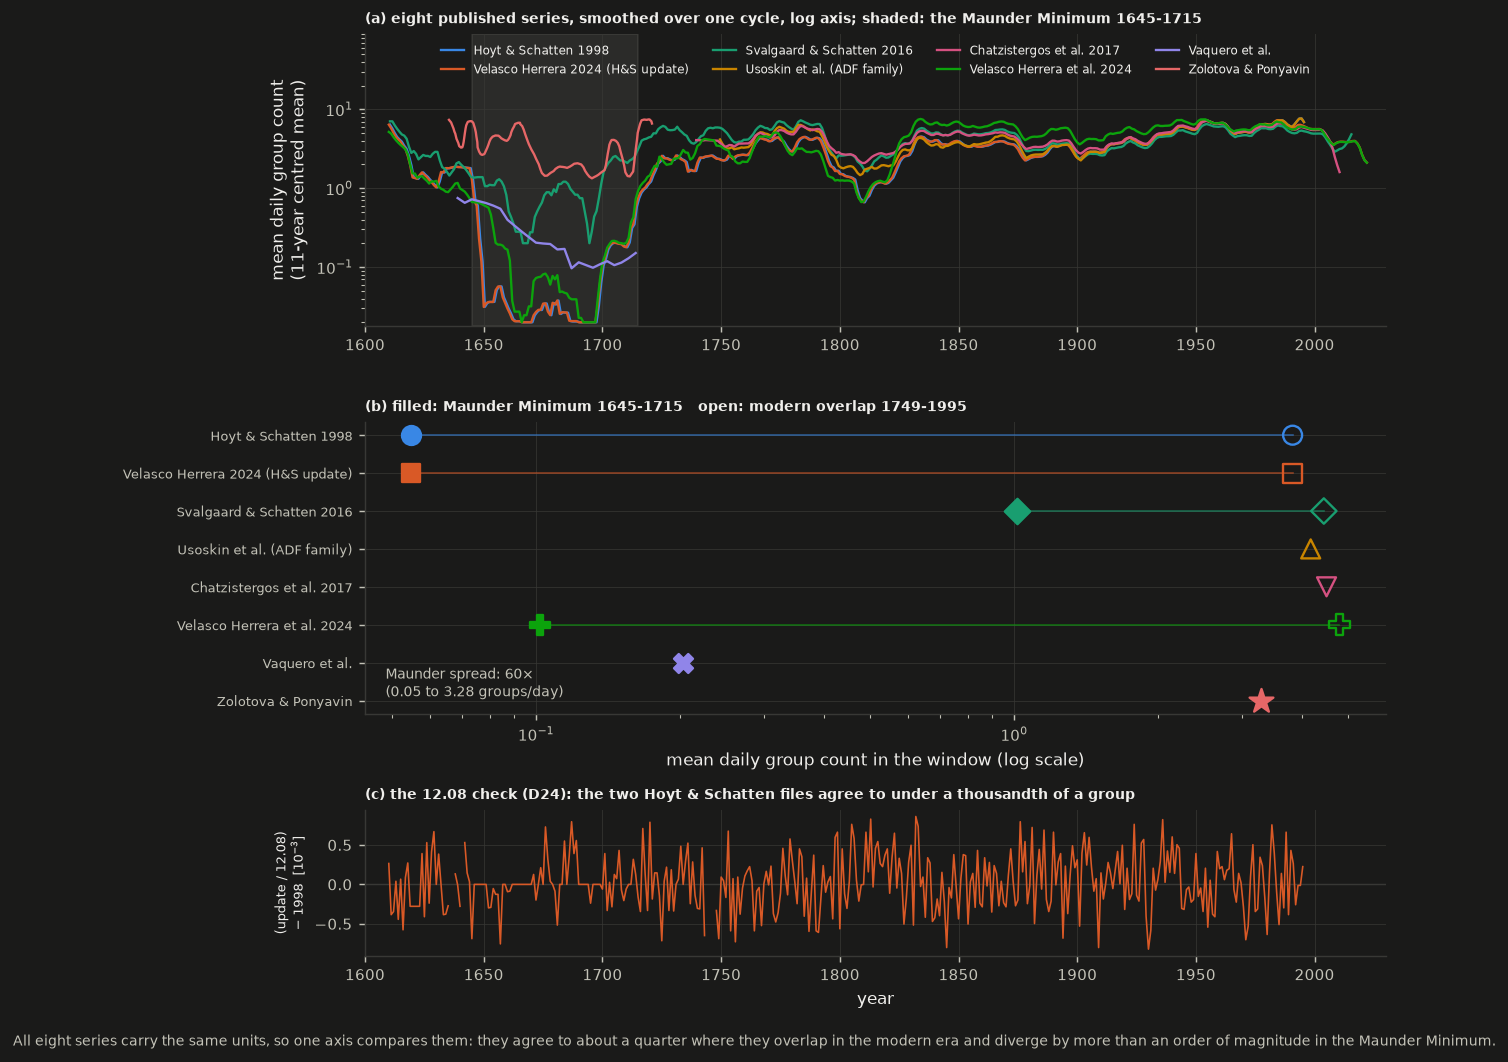 (a) eight published series, smoothed over one cycle, log axis; shaded: the Maunder Minimum 1645-1715
Hoyt & Schatten 1998
Velasco Herrera 2024 (H&S update)
Svalgaard & Schatten 2016
Usoskin et al. (ADF family)
Chatzistergos et al. 2017
Velasco Herrera et al. 2024
Vaquero et al.
Zolotova & Ponyavin
mean daily group count
(11-year centred mean)
10¹
10⁰
10⁻¹
1600 1650 1700 1750 1800 1850 1900 1950 2000
(b) filled: Maunder Minimum 1645-1715 open: modern overlap 1749-1995
Hoyt & Schatten 1998
Velasco Herrera 2024 (H&S update)
Svalgaard & Schatten 2016
Usoskin et al. (ADF family)
Chatzistergos et al. 2017
Velasco Herrera et al. 2024
Vaquero et al.
Zolotova & Ponyavin
Maunder spread: 60×
(0.05 to 3.28 groups/day)
10⁻¹ 10⁰
mean daily group count in the window (log scale)
(c) the 12.08 check (D24): the two Hoyt & Schatten files agree to under a thousandth of a group
(update / 12.08)
− 1998 [10⁻³]
0.5
0.0
−0.5
1600 1650 1700 1750 1800 1850 1900 1950 2000
year
All eight series carry the same units, so one axis compares them: they agree to about a quarter where they overlap in the modern era and diverge by more than an order of magnitude in the Maunder Minimum.